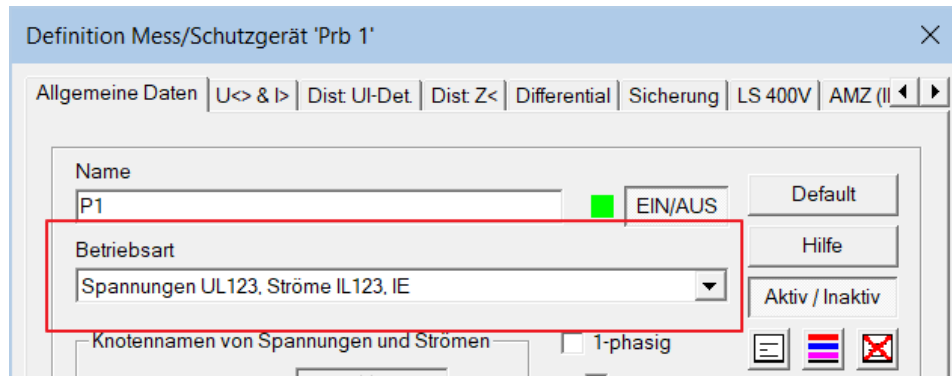 Definition Mess/Schutzgerät 'Prb 1'
Allgemeine Daten U<> & I> Dist. UI-Det. Dist. Z< Differential Sicherung LS 400V AMZ (I
Name
P1 EIN/AUS Default
Betriebsart Hilfe
Spannungen UL123, Ströme IL123, IE Aktiv / Inaktiv
Knotennamen von Spannungen und Strömen 1-phasig